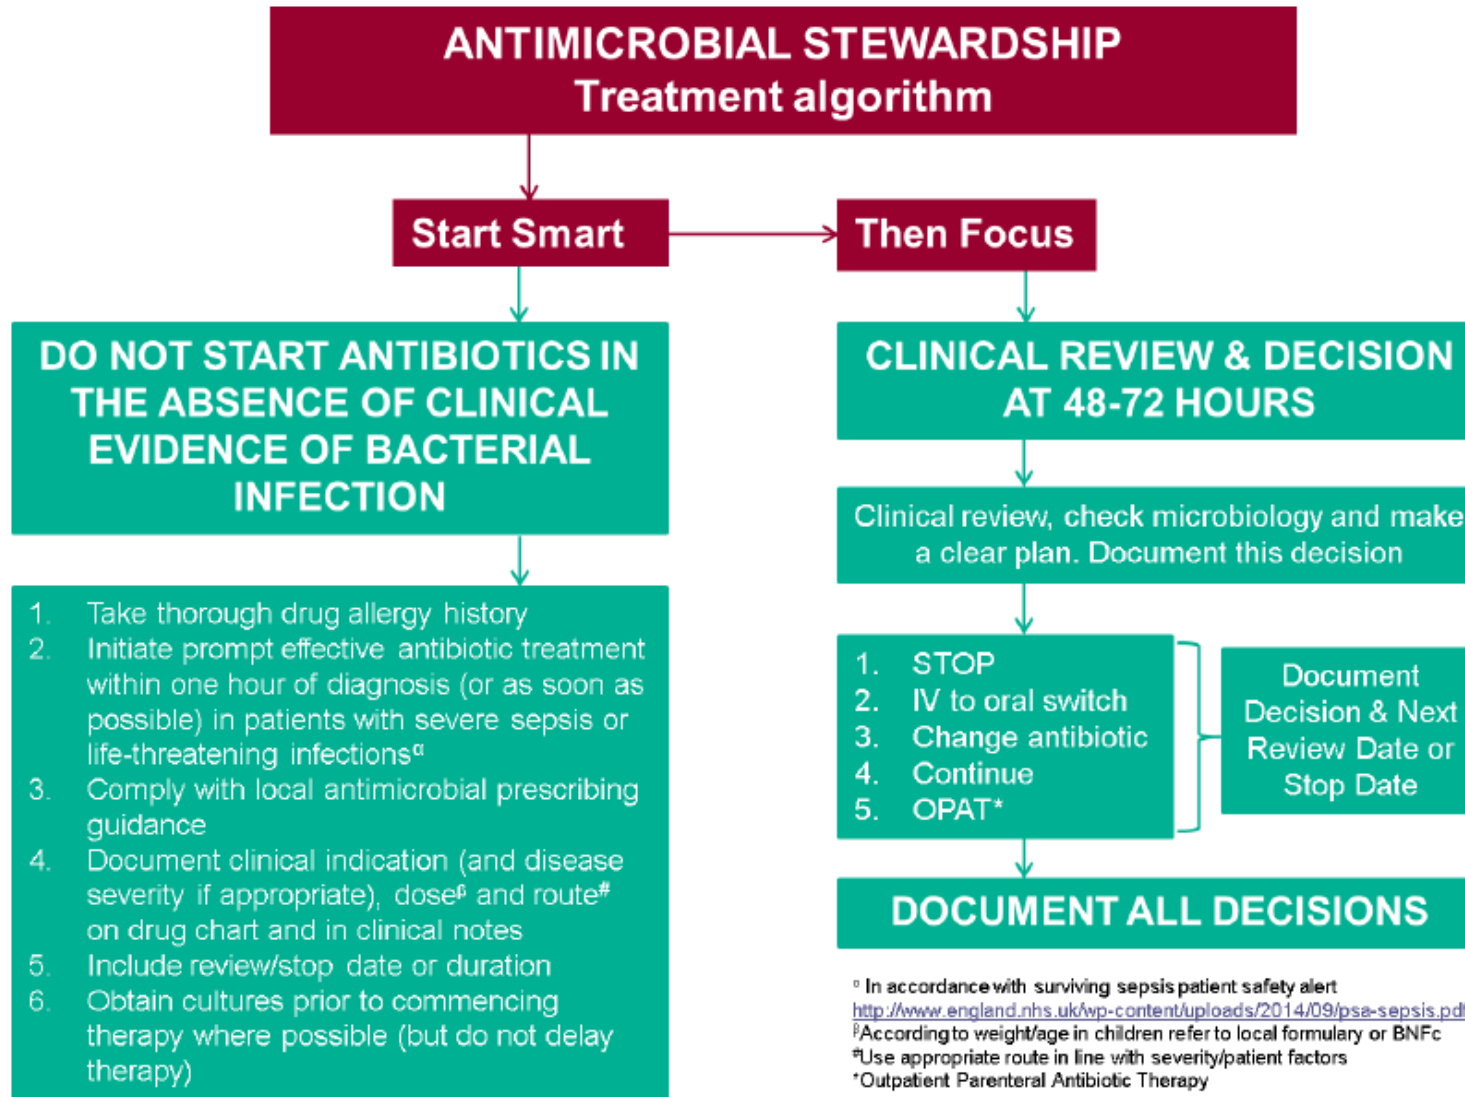 ANTIMICROBIAL STEWARDSHIP
Treatment algorithm
Start Smart
Then Focus
DO NOT START ANTIBIOTICS IN
THE ABSENCE OF CLINICAL
EVIDENCE OF BACTERIAL
INFECTION
1. Take thorough drug allergy history
2. Initiate prompt effective antibiotic treatment
within one hour of diagnosis (or as soon as
possible) in patients with severe sepsis or
life-threatening infectionsα
3. Comply with local antimicrobial prescribing
guidance
4. Document clinical indication (and disease
severity if appropriate), doseβ and route#
on drug chart and in clinical notes
5. Include review/stop date or duration
6. Obtain cultures prior to commencing
therapy where possible (but do not delay
therapy)
CLINICAL REVIEW & DECISION
AT 48-72 HOURS
Clinical review, check microbiology and make
a clear plan. Document this decision
1. STOP
2. IV to oral switch
3. Change antibiotic
4. Continue
5. OPAT*
Document
Decision & Next
Review Date or
Stop Date
DOCUMENT ALL DECISIONS
α In accordance with surviving sepsis patient safety alert
http://www.england.nhs.uk/wp-content/uploads/2014/09/psa-sepsis.pdf
βAccording to weight/age in children refer to local formulary or BNFc
#Use appropriate route in line with severity/patient factors
*Outpatient Parenteral Antibiotic Therapy